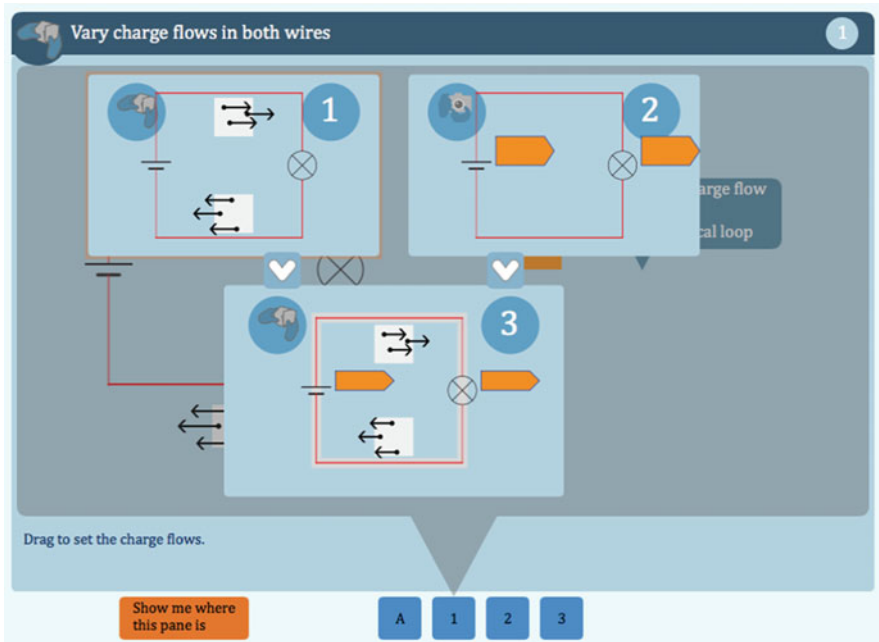 Vary charge flows in both wires
1
1
2
arge flow
cal loop
3
Drag to set the charge flows.
Show me where
this pane is
A
1
2
3